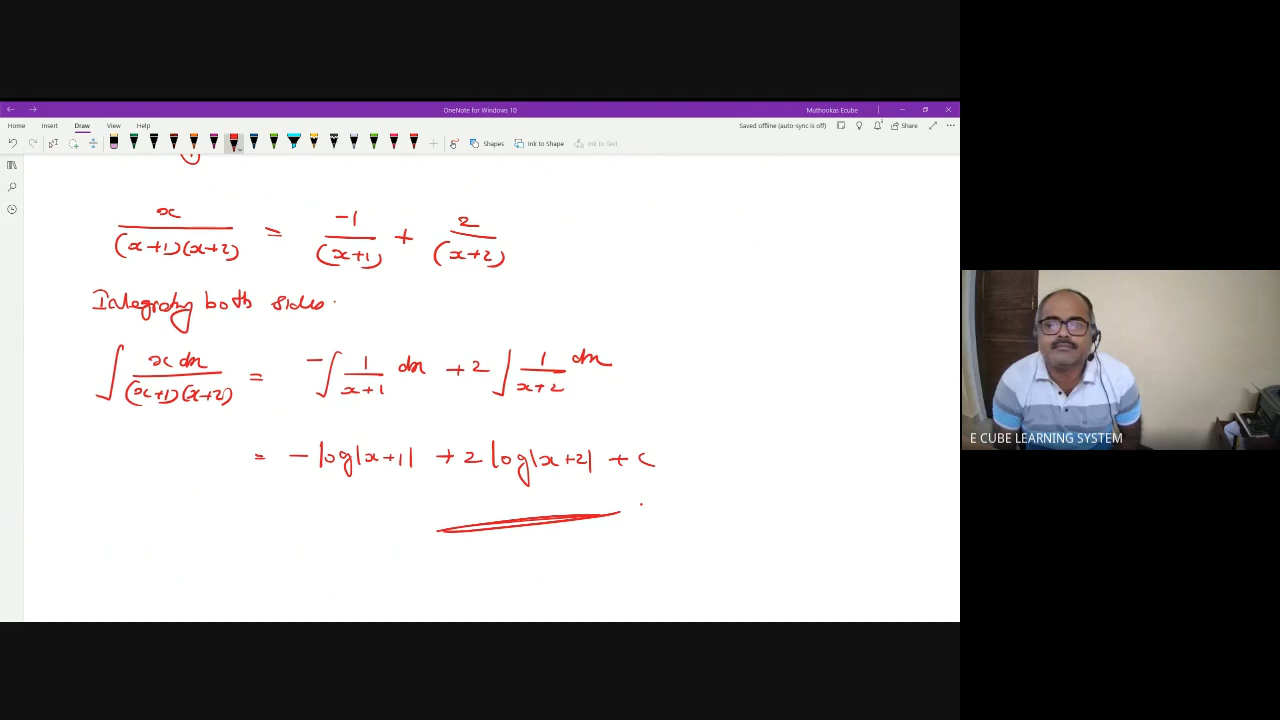 OneNote for Windows 10
Muthookas Ecube
Home Insert Draw View Help
Saved offline (auto-sync is off)
Share
Shapes Ink to Shape Ink to Text
x/((x+1)(x+2)) = -1/(x+1) + 2/(x+2)
Integrating both sides.
∫ x dx/((x+1)(x+2)) = -∫ 1/(x+1) dx + 2∫ 1/(x+2) dx
= - log|x+1| + 2 log|x+2| + C
E CUBE LEARNING SYSTEM